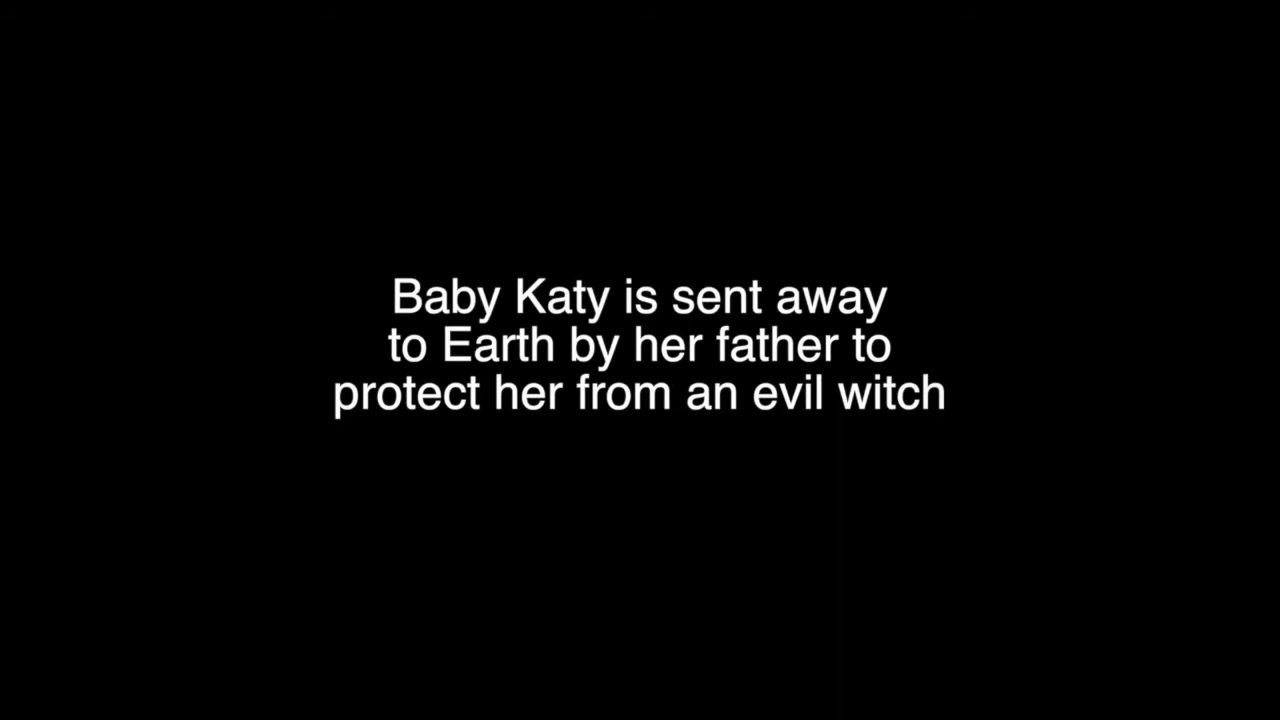 Baby Katy is sent away
to Earth by her father to
protect her from an evil witch